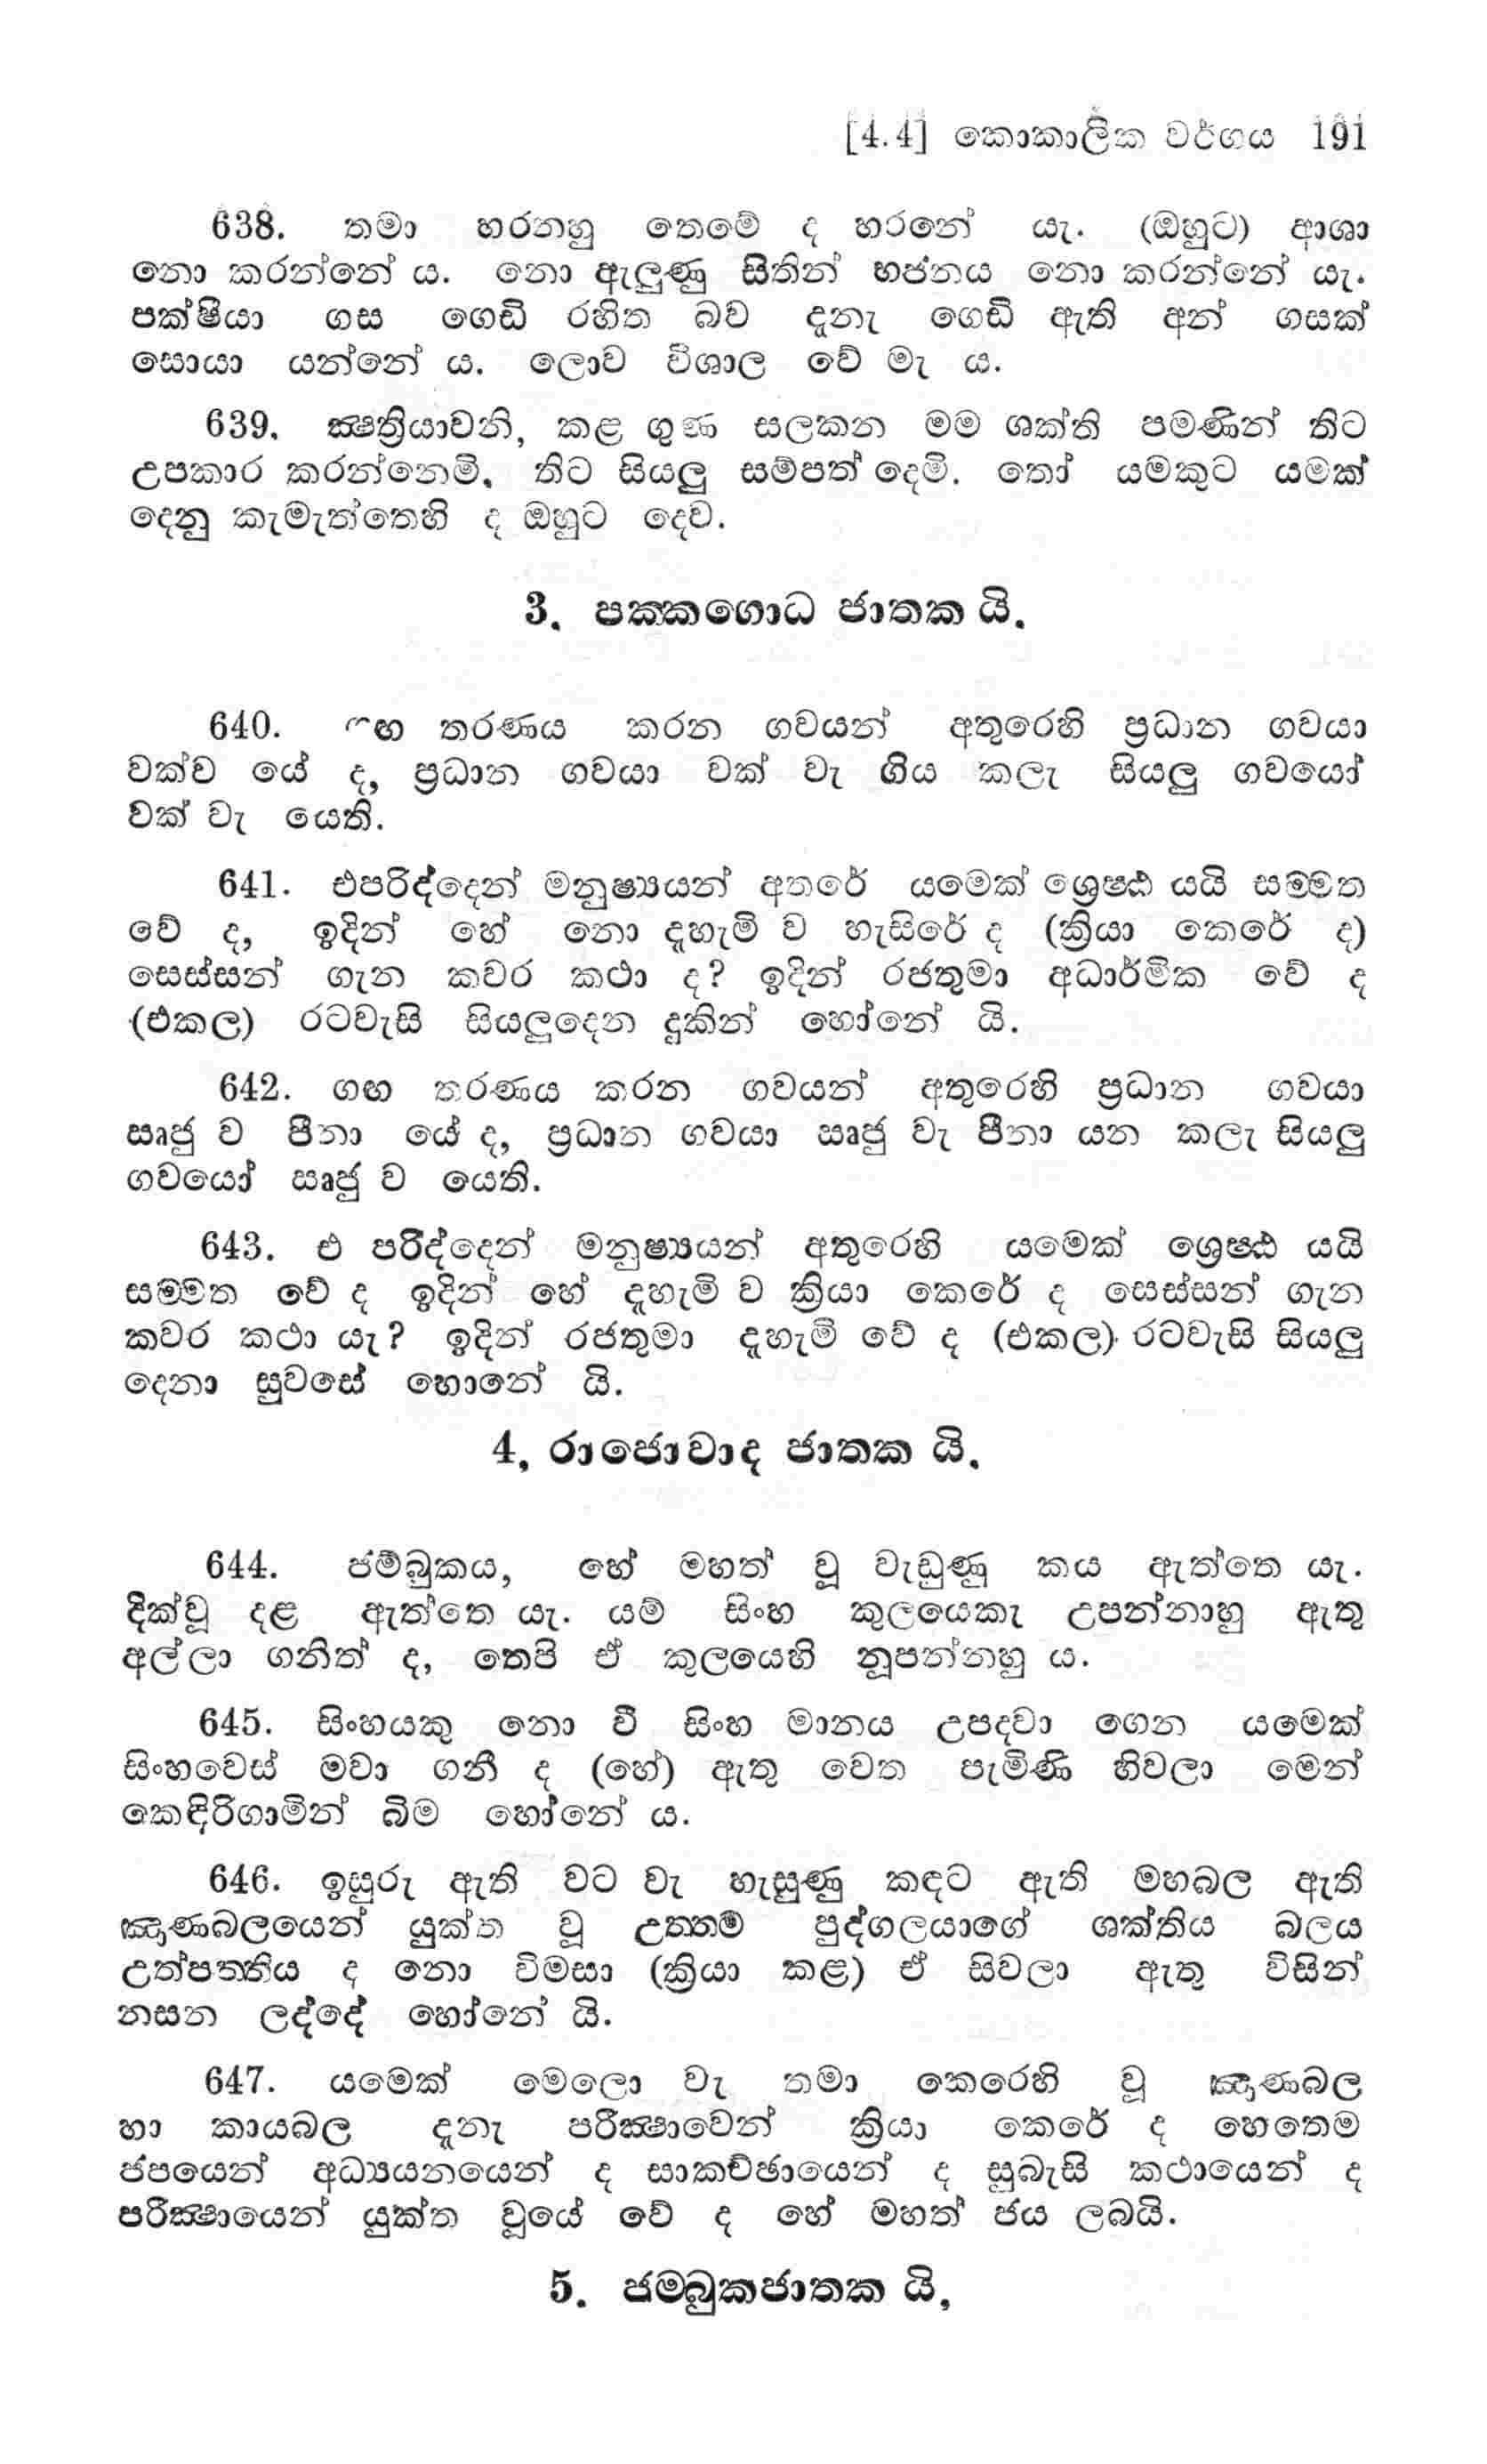 [4.4] කොකාලික වර්ගය 191
638. තමා හරනහු තෙමේ ද හරනේ යැ. (ඔහුට) ආශා
නො කරන්නේ ය. නො ඇලුණු සිතින් භජනය නො කරන්නේ යැ.
පක්ෂියා ගස ගෙඩි රහිත බව දැනැ ගෙඩි ඇති අන් ගසක්
සොයා යන්නේ ය. ලොව විශාල වේ මැ ය.
639. ක්‍ෂත්‍රියාවනි, කළ ගුණ සලකන මම ශක්ති පමණින් තිට
උපකාර කරන්නෙමි. තිට සියලු සම්පත් දෙමි. තෝ යමකුට යමක්
දෙනු කැමැත්තෙහි ද ඔහුට දෙව.
3. පක්කගොධ ජාතක යි.
640. තරණය කරන ගවයන් අතුරෙහි ප්‍රධාන ගවයා
වක්ව යේ ද, ප්‍රධාන ගවයා වක් වැ ගිය කලැ සියලු ගවයෝ
වක් වැ යෙති.
641. එපරිද්දෙන් මනුෂ්‍යයන් අතරේ යමෙක් ශ්‍රෙෂ්ඨ යයි සම්මත
වේ ද, ඉදින් හේ නො දැහැමි ව හැසිරේ ද (ක්‍රියා කෙරේ ද)
සෙස්සන් ගැන කවර කථා ද? ඉදින් රජතුමා අධාර්මික වේ ද
(එකල) රටවැසි සියලුදෙන දුකින් හෝනේ යි.
642. ගඟ තරණය කරන ගවයන් අතුරෙහි ප්‍රධාන ගවයා
ඍජු ව පීනා යේ ද, ප්‍රධාන ගවයා ඍජු වැ පීනා යන කලැ සියලු
ගවයෝ ඍජු ව යෙති.
643. එ පරිද්දෙන් මනුෂ්‍යයන් අතුරෙහි යමෙක් ශ්‍රෙෂ්ඨ යයි
සම්මත වේ ද ඉදින් හේ දැහැමි ව ක්‍රියා කෙරේ ද සෙස්සන් ගැන
කවර කථා යැ? ඉදින් රජතුමා දැහැමි වේ ද (එකල) රටවැසි සියලු
දෙනා සුවසේ හොනේ යි.
4. රාජොවාද ජාතක යි.
644. ජම්බුකය, හේ මහත් වූ වැඩුණු කය ඇත්තෙ යැ.
දික්වූ දළ ඇත්තෙ යැ. යම් සිංහ කුලයෙකැ උපන්නාහු ඇතු
අල්ලා ගනිත් ද, තෙපි ඒ කුලයෙහි නූපන්නහු ය.
645. සිංහයකු නො වී සිංහ මානය උපදවා ගෙන යමෙක්
සිංහවෙස් මවා ගනී ද (හේ) ඇතු වෙත පැමිණි හිවලා මෙන්
කෙඳිරිගාමින් බිම හෝනේ ය.
646. ඉසුරු ඇති වට වැ හැසුණු කඳට ඇති මහබල ඇති
ඤාණබලයෙන් යුක්ත වූ උත්තම පුද්ගලයාගේ ශක්තිය බලය
උත්පත්තිය ද නො විමසා (ක්‍රියා කළ) ඒ සිවලා ඇතු විසින්
නසන ලද්දේ හෝනේ යි.
647. යමෙක් මෙලො වැ තමා කෙරෙහි වූ ඤාණබල
හා කායබල දැනැ පරීක්‍ෂාවෙන් ක්‍රියා කෙරේ ද හෙතෙම
ජපයෙන් අධ්‍යයනයෙන් ද සාකච්ඡායෙන් ද සුබැසි කථායෙන් ද
පරීක්‍ෂායෙන් යුක්ත වූයේ වේ ද හේ මහත් ජය ලබයි.
5. ජම්බුකජාතක යි.